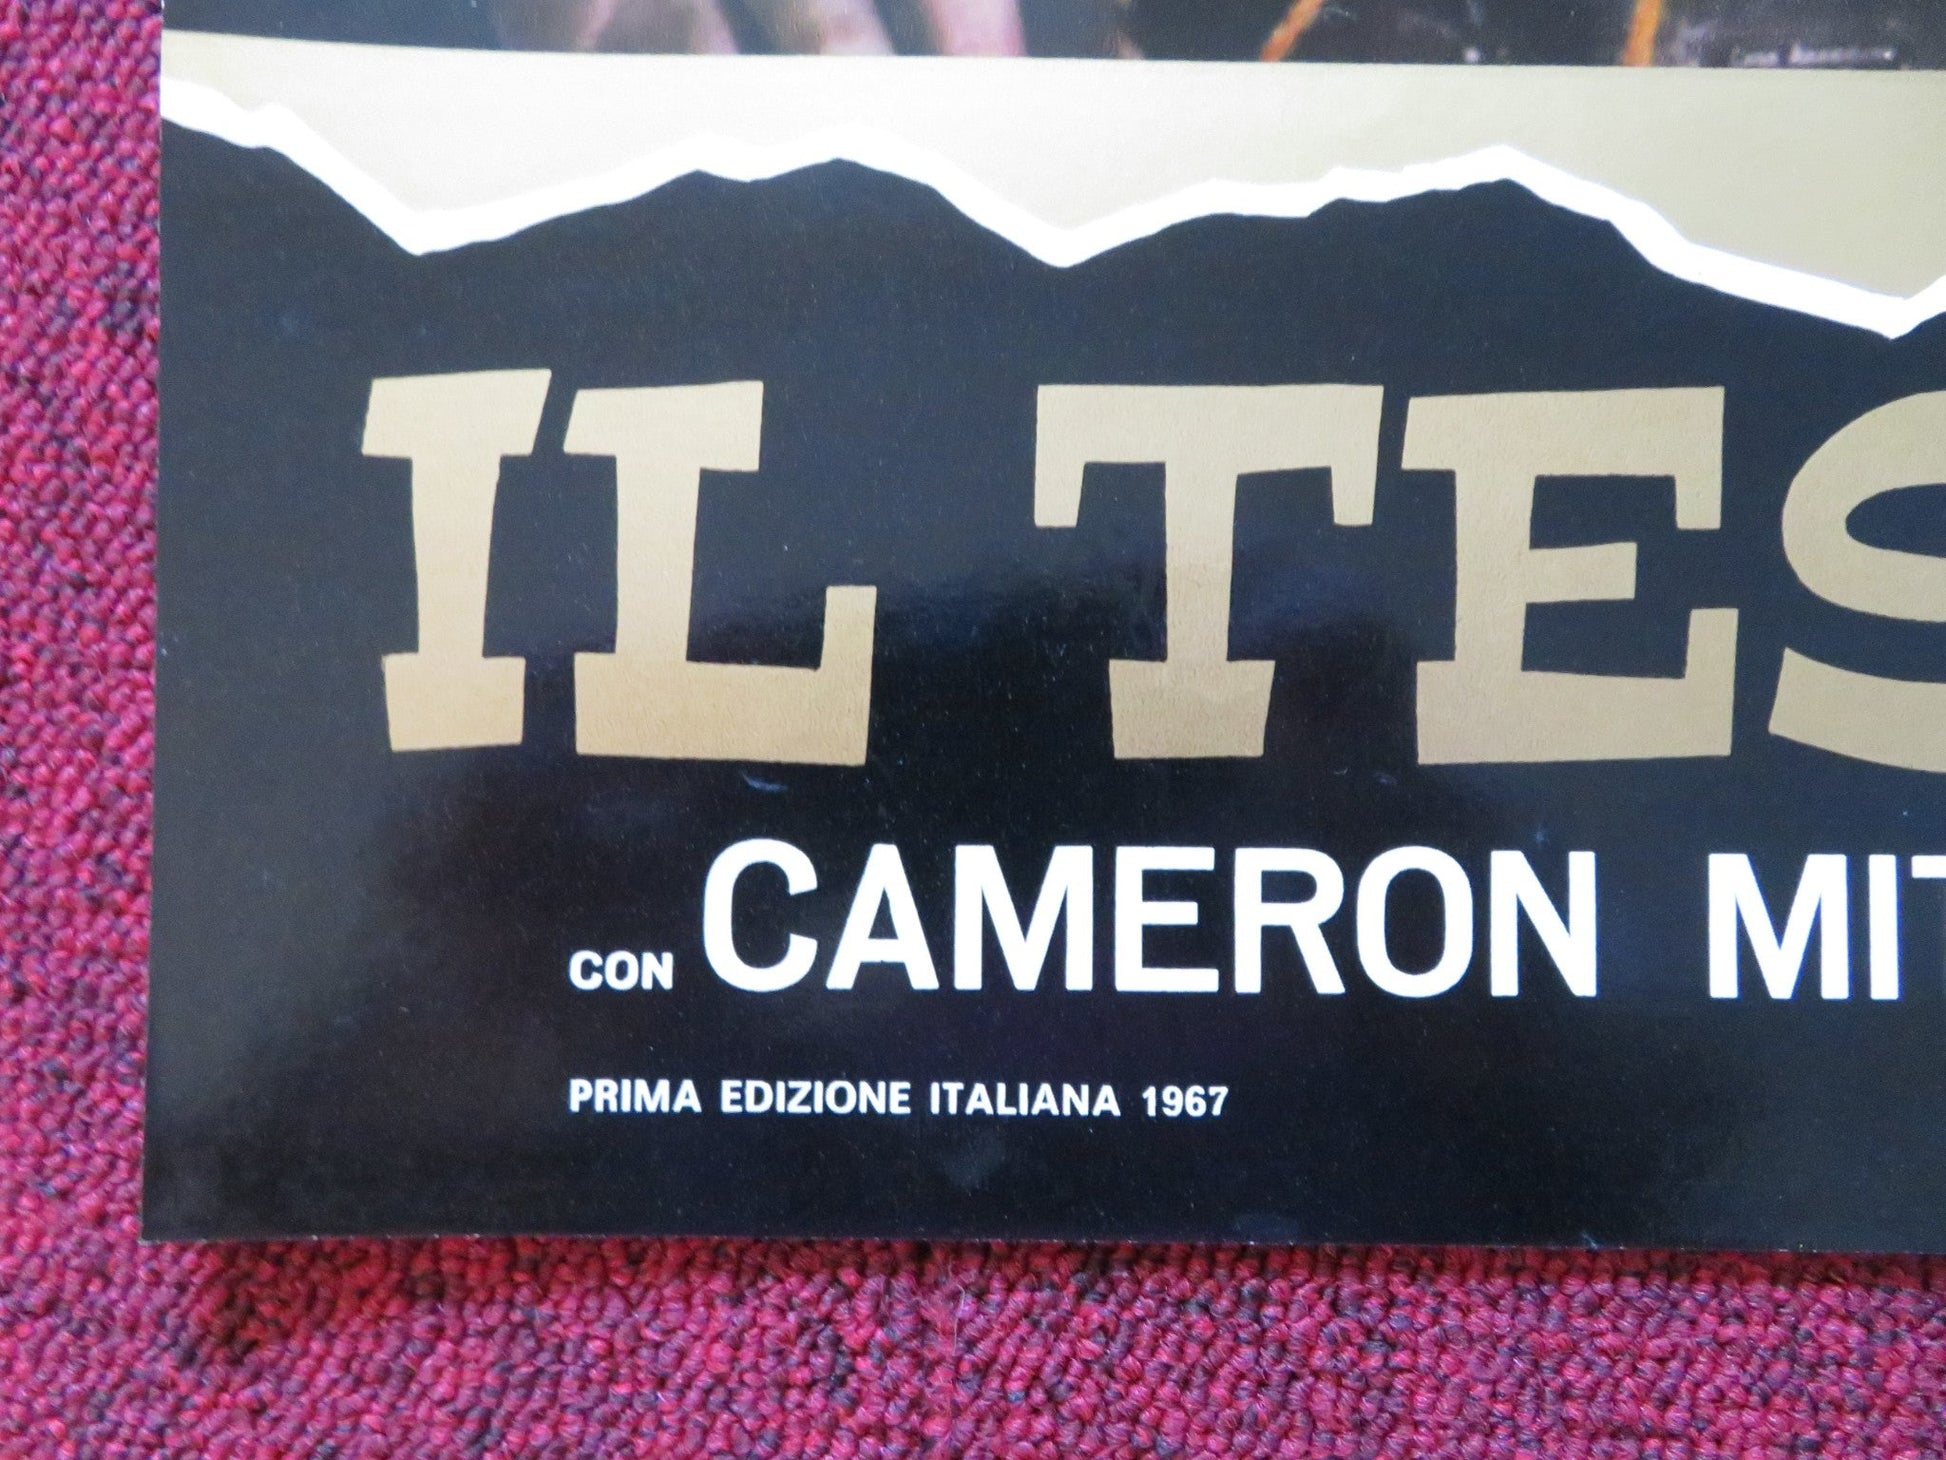 IL TES
CON CAMERON MIT
PRIMA EDIZIONE ITALIANA 1967